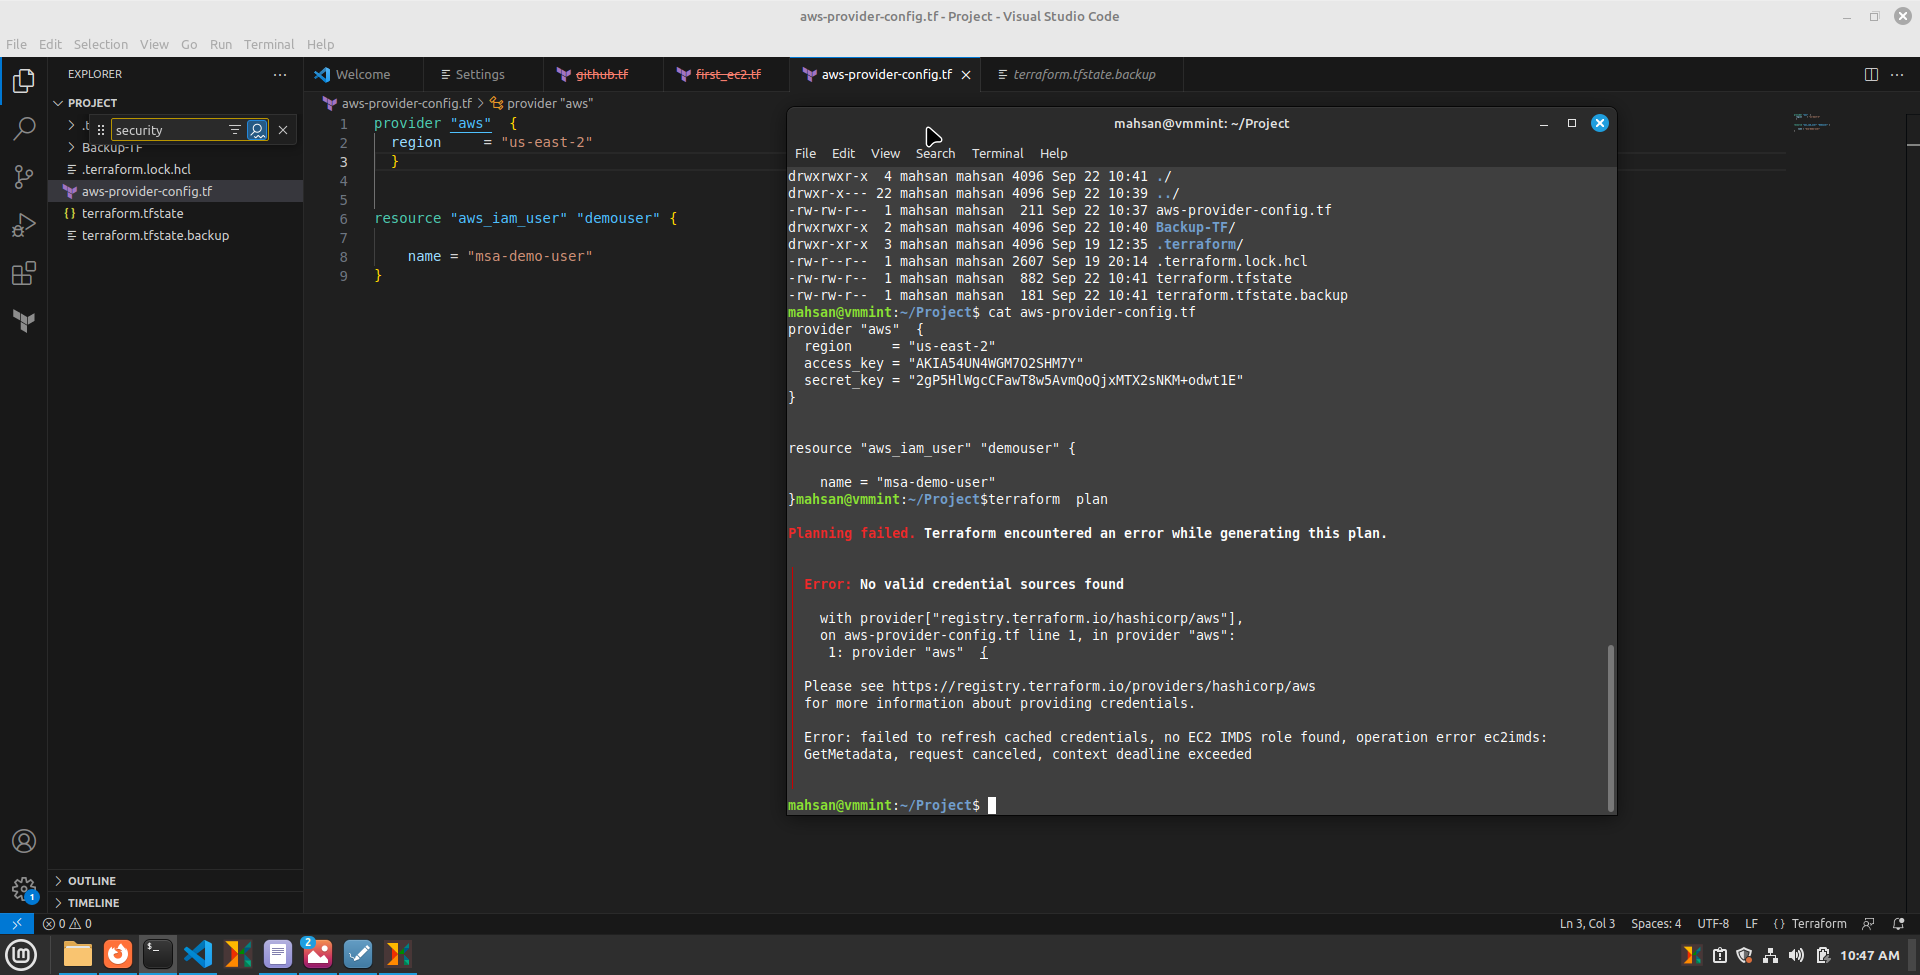 aws-provider-config.tf - Project - Visual Studio Code
File Edit Selection View Go Run Terminal Help
EXPLORER
PROJECT
security
Backup-TF
.terraform.lock.hcl
aws-provider-config.tf
terraform.tfstate
terraform.tfstate.backup
OUTLINE
TIMELINE
Welcome Settings github.tf first_ec2.tf aws-provider-config.tf terraform.tfstate.backup
aws-provider-config.tf > provider "aws"
1 provider "aws" {
2 region = "us-east-2"
3 }
4
5
6 resource "aws_iam_user" "demouser" {
7
8 name = "msa-demo-user"
9 }
mahsan@vmmint: ~/Project
File Edit View Search Terminal Help
drwxrwxr-x 4 mahsan mahsan 4096 Sep 22 10:41 ./
drwxr-x--- 22 mahsan mahsan 4096 Sep 22 10:39 ../
-rw-rw-r-- 1 mahsan mahsan 211 Sep 22 10:37 aws-provider-config.tf
drwxrwxr-x 2 mahsan mahsan 4096 Sep 22 10:40 Backup-TF/
drwxr-xr-x 3 mahsan mahsan 4096 Sep 19 12:35 .terraform/
-rw-r--r-- 1 mahsan mahsan 2607 Sep 19 20:14 .terraform.lock.hcl
-rw-rw-r-- 1 mahsan mahsan 882 Sep 22 10:41 terraform.tfstate
-rw-rw-r-- 1 mahsan mahsan 181 Sep 22 10:41 terraform.tfstate.backup
mahsan@vmmint:~/Project$ cat aws-provider-config.tf
provider "aws" {
region = "us-east-2"
access_key = "AKIA54UN4WGM7O2SHM7Y"
secret_key = "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"
}
resource "aws_iam_user" "demouser" {
name = "msa-demo-user"
}mahsan@vmmint:~/Project$terraform plan
Planning failed. Terraform encountered an error while generating this plan.
Error: No valid credential sources found
with provider["registry.terraform.io/hashicorp/aws"],
on aws-provider-config.tf line 1, in provider "aws":
1: provider "aws" {
Please see https://registry.terraform.io/providers/hashicorp/aws
for more information about providing credentials.
Error: failed to refresh cached credentials, no EC2 IMDS role found, operation error ec2imds:
GetMetadata, request canceled, context deadline exceeded
mahsan@vmmint:~/Project$
1
0 0
Ln 3, Col 3 Spaces: 4 UTF-8 LF {} Terraform
2
10:47 AM